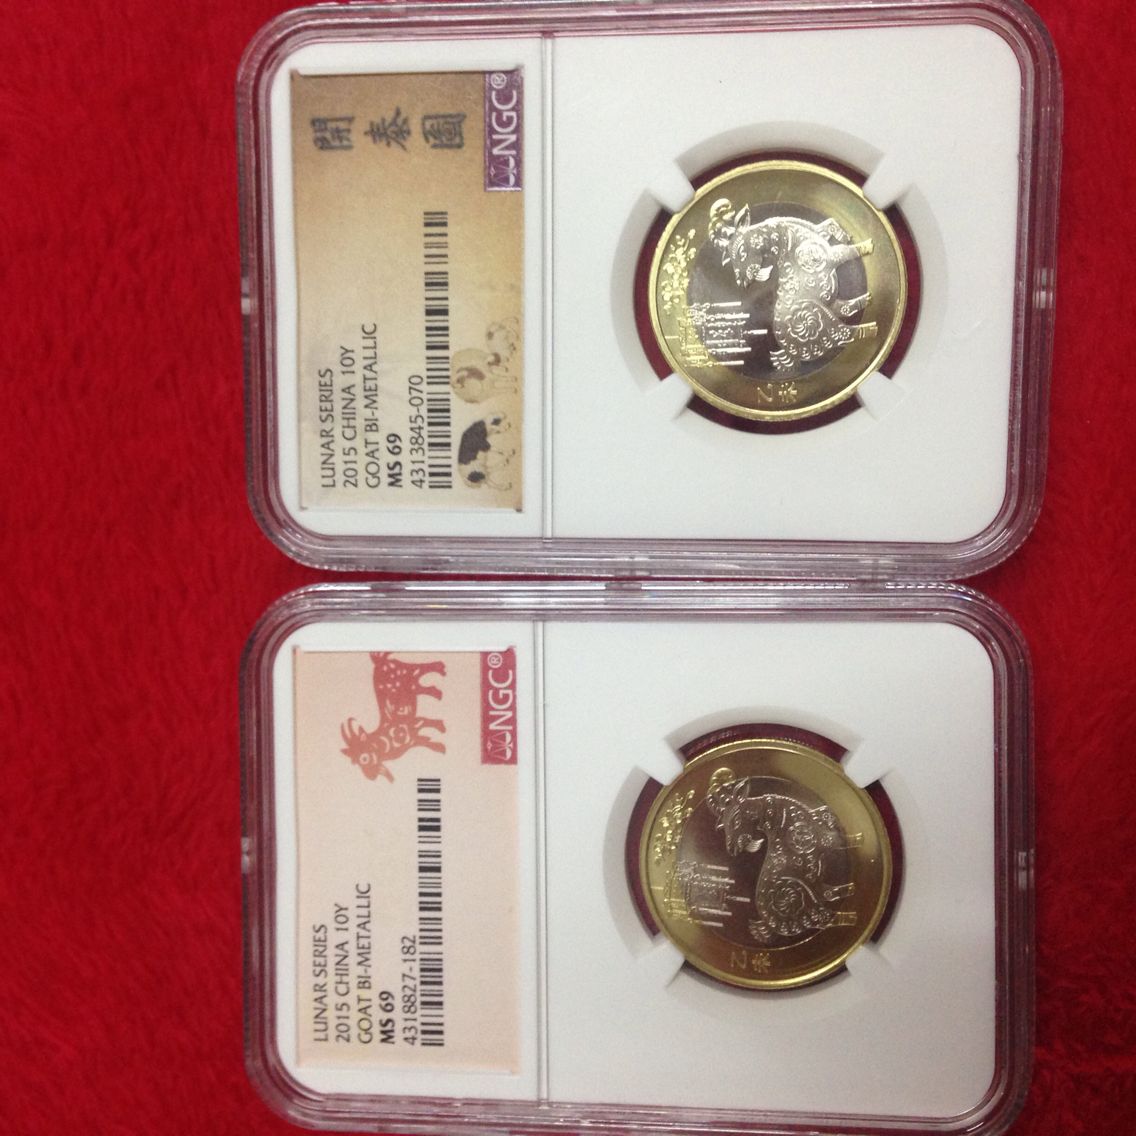 開泰圖
NGC®
LUNAR SERIES
2015 CHINA 10Y
GOAT BI-METALLIC
MS 69
4313845-070
乙未
NGC®
LUNAR SERIES
2015 CHINA 10Y
GOAT BI-METALLIC
MS 69
4318827-182
乙未